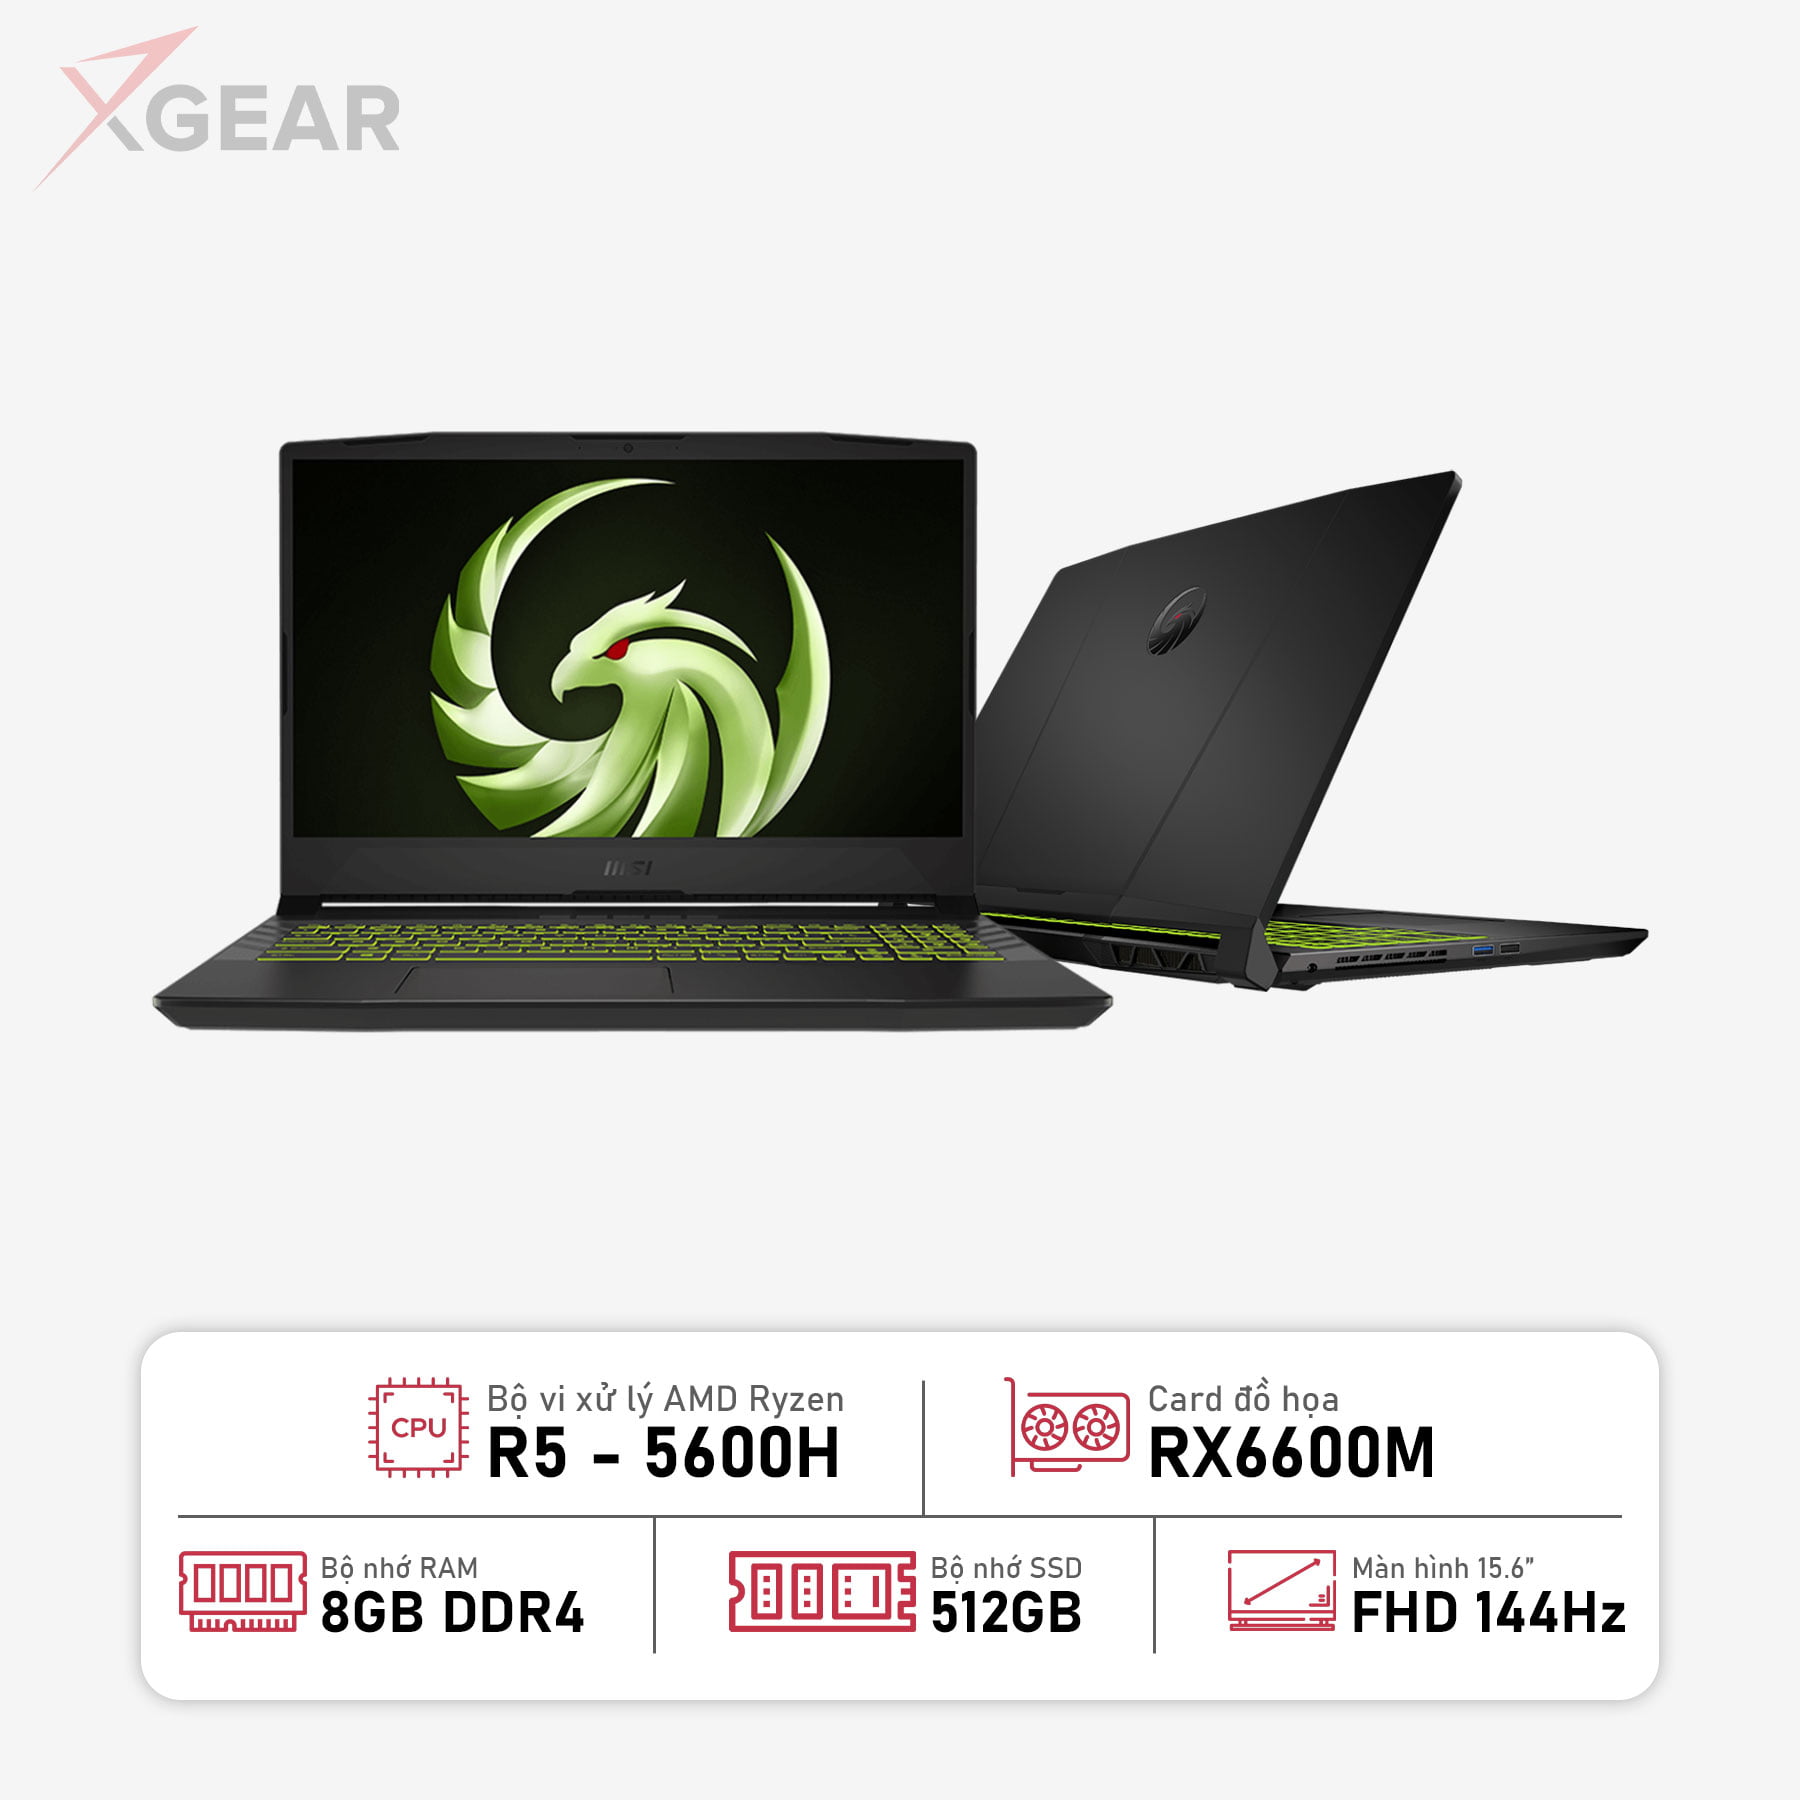 XGEAR
msi
CPU
Bộ vi xử lý AMD Ryzen
R5 - 5600H
Card đồ họa
RX6600M
Bộ nhớ RAM
8GB DDR4
Bộ nhớ SSD
512GB
Màn hình 15.6”
FHD 144Hz